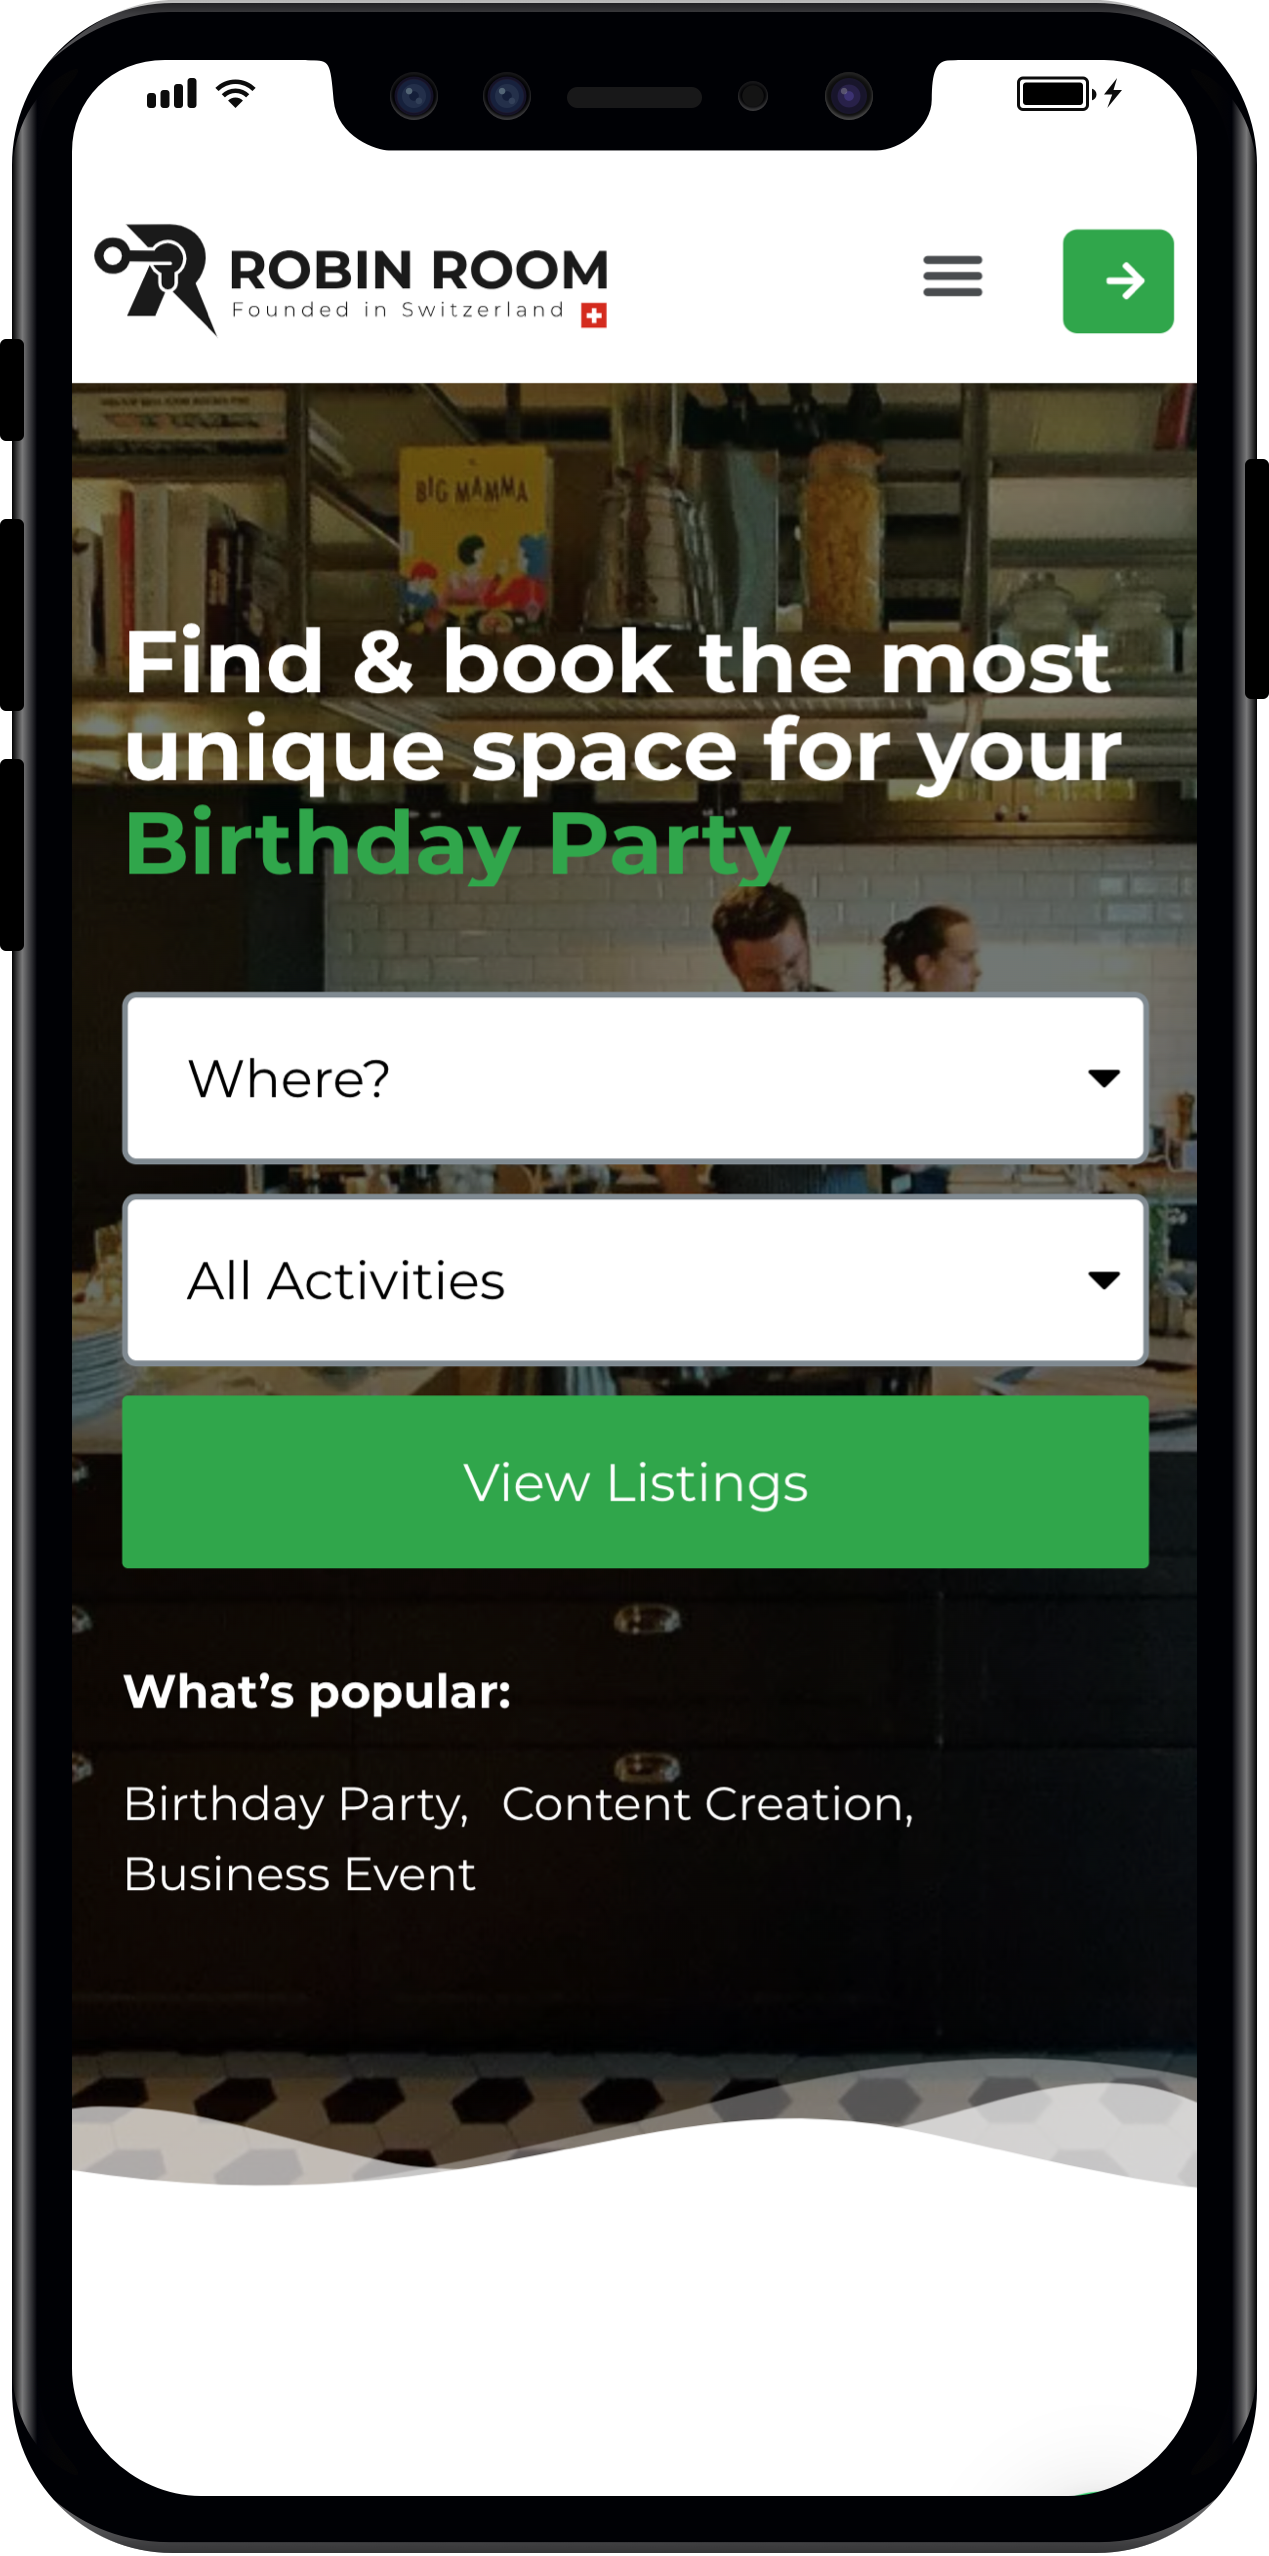 ROBIN ROOM
Founded in Switzerland
BIG MAMMA
Find & book the most
unique space for your
Birthday Party
Where?
All Activities
View Listings
What’s popular:
Birthday Party, Content Creation,
Business Event